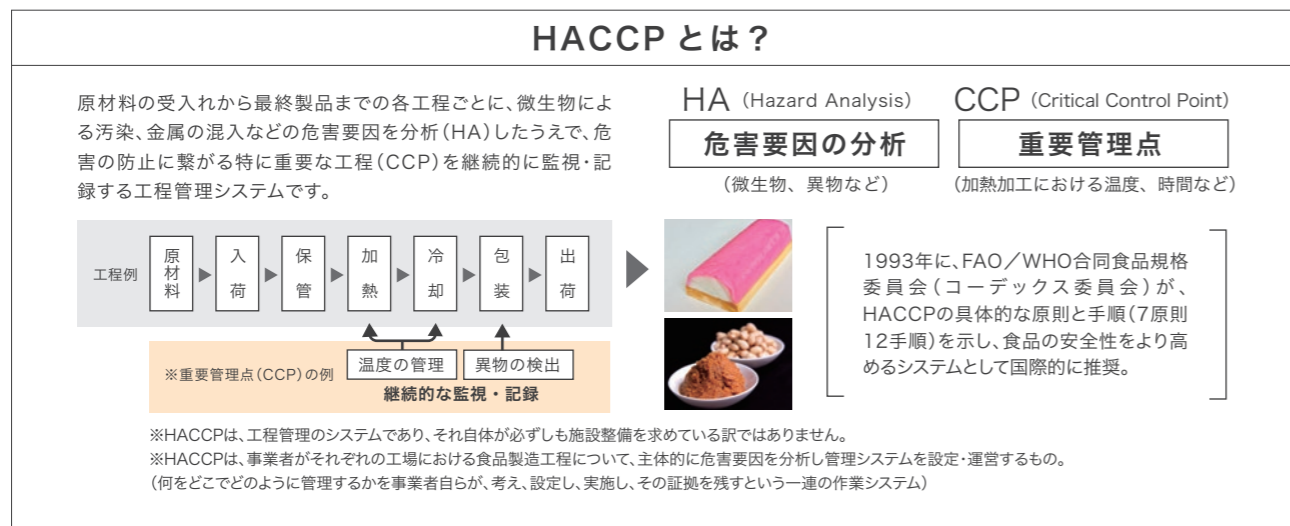 HACCP とは？
原材料の受入れから最終製品までの各工程ごとに、微生物によ
る汚染、金属の混入などの危害要因を分析（HA）したうえで、危
害の防止に繋がる特に重要な工程（CCP）を継続的に監視・記
録する工程管理システムです。
HA（Hazard Analysis）
危害要因の分析
（微生物、異物など）
CCP（Critical Control Point）
重要管理点
（加熱加工における温度、時間など）
工程例
原材料
入荷
保管
加熱
冷却
包装
出荷
※重要管理点（CCP）の例
温度の管理
異物の検出
継続的な監視・記録
1993年に、FAO／WHO合同食品規格
委員会（コーデックス委員会）が、
HACCPの具体的な原則と手順（7原則
12手順）を示し、食品の安全性をより高
めるシステムとして国際的に推奨。
※HACCPは、工程管理のシステムであり、それ自体が必ずしも施設整備を求めている訳ではありません。
※HACCPは、事業者がそれぞれの工場における食品製造工程について、主体的に危害要因を分析し管理システムを設定・運営するもの。
（何をどこでどのように管理するかを事業者自らが、考え、設定し、実施し、その証拠を残すという一連の作業システム）